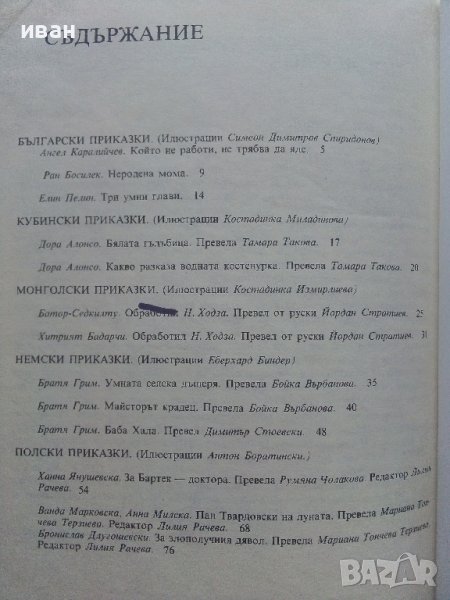 иван
СЪДЪРЖАНИЕ
БЪЛГАРСКИ ПРИКАЗКИ. (Илюстрации Симеон Димитров Спиридонов)
Ангел Каралийчев. Който не работи, не трябва да яде. 5
Ран Босилек. Неродена мома. 9
Елин Пелин. Три умни глави. 14
КУБИНСКИ ПРИКАЗКИ. (Илюстрации Костадинка Миладинова)
Дора Алонсо. Бялата гълъбица. Превела Тамара Такова. 17
Дора Алонсо. Какво разказа водната костенурка. Превела Тамара Такова. 20
МОНГОЛСКИ ПРИКАЗКИ. (Илюстрации Костадинка Измирлиева)
Батор-Седкилту. Обработил Н. Ходза. Превел от руски Йордан Стратиев. 25
Хитрият Бадарчи. Обработил Н. Ходза. Превел от руски Йордан Стратиев. 31
НЕМСКИ ПРИКАЗКИ. (Илюстрации Еберхард Биндер)
Братя Грим. Умната селска дъщеря. Превела Бойка Върбанова. 35
Братя Грим. Майсторът крадец. Превела Бойка Върбанова. 40
Братя Грим. Баба Хала. Превел Димитър Стоевски. 48
ПОЛСКИ ПРИКАЗКИ. (Илюстрации Антон Боратински.)
Ханна Янушевска. За Бартек — доктора. Превела Румяна Чолакова. Редактор Лилия
Рачева. 54
Ванда Марковска, Анна Милска. Пан Твардовски на луната. Превела Мариана Тон-
чева Терзиева. Редактор Лилия Рачева. 68
Бронислав Длугошевски. За злополучния дявол. Превела Мариана Тончева Терзиева.
Редактор Лилия Рачева. 76
BAZAR.bg